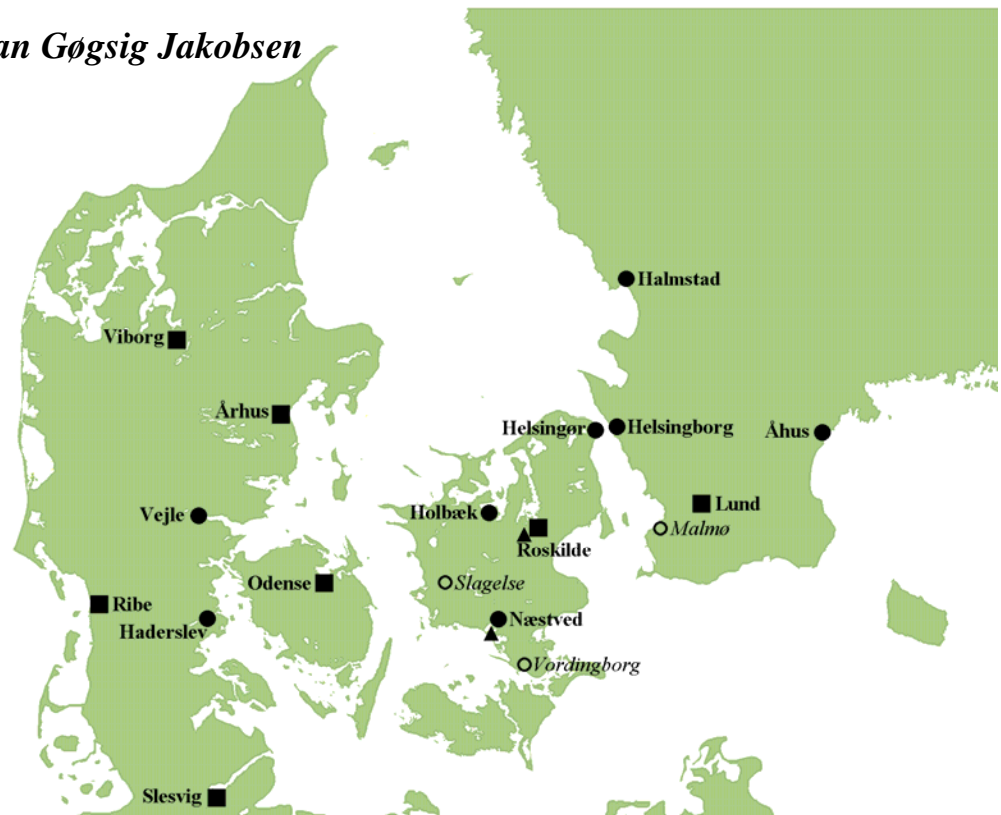 an Gøgsig Jakobsen
Halmstad
Viborg
Århus
Helsingør
Helsingborg
Åhus
Lund
Holbæk
Vejle
Malmø
Roskilde
Odense
Slagelse
Ribe
Næstved
Haderslev
Vordingborg
Slesvig